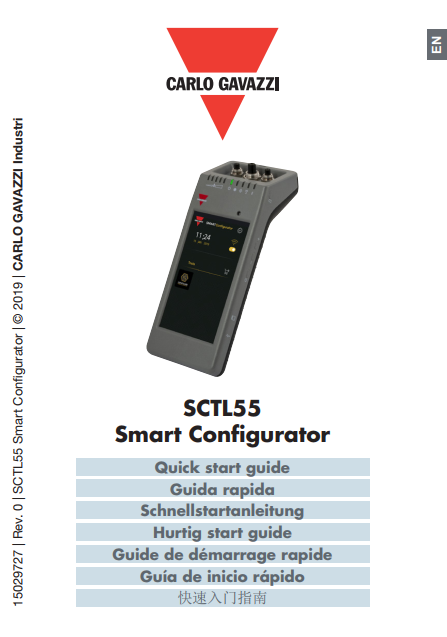 EN
CARLO GAVAZZI
11:24
SCTL55
Smart Configurator
Quick start guide
Guida rapida
Schnellstartanleitung
Hurtig start guide
Guide de démarrage rapide
Guía de inicio rápido
快速入门指南
15029727 | Rev. 0 | SCTL55 Smart Configurator | © 2019 | CARLO GAVAZZI Industri